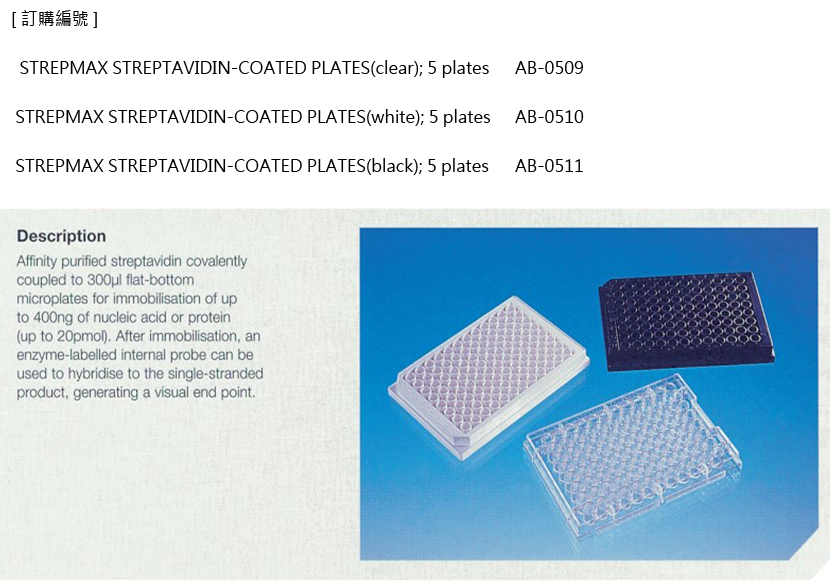 [ 訂購編號 ]
STREPMAX STREPTAVIDIN-COATED PLATES(clear); 5 plates AB-0509
STREPMAX STREPTAVIDIN-COATED PLATES(white); 5 plates AB-0510
STREPMAX STREPTAVIDIN-COATED PLATES(black); 5 plates AB-0511
Description
Affinity purified streptavidin covalently
coupled to 300µl flat-bottom
microplates for immobilisation of up
to 400ng of nucleic acid or protein
(up to 20pmol). After immobilisation, an
enzyme-labelled internal probe can be
used to hybridise to the single-stranded
product, generating a visual end point.